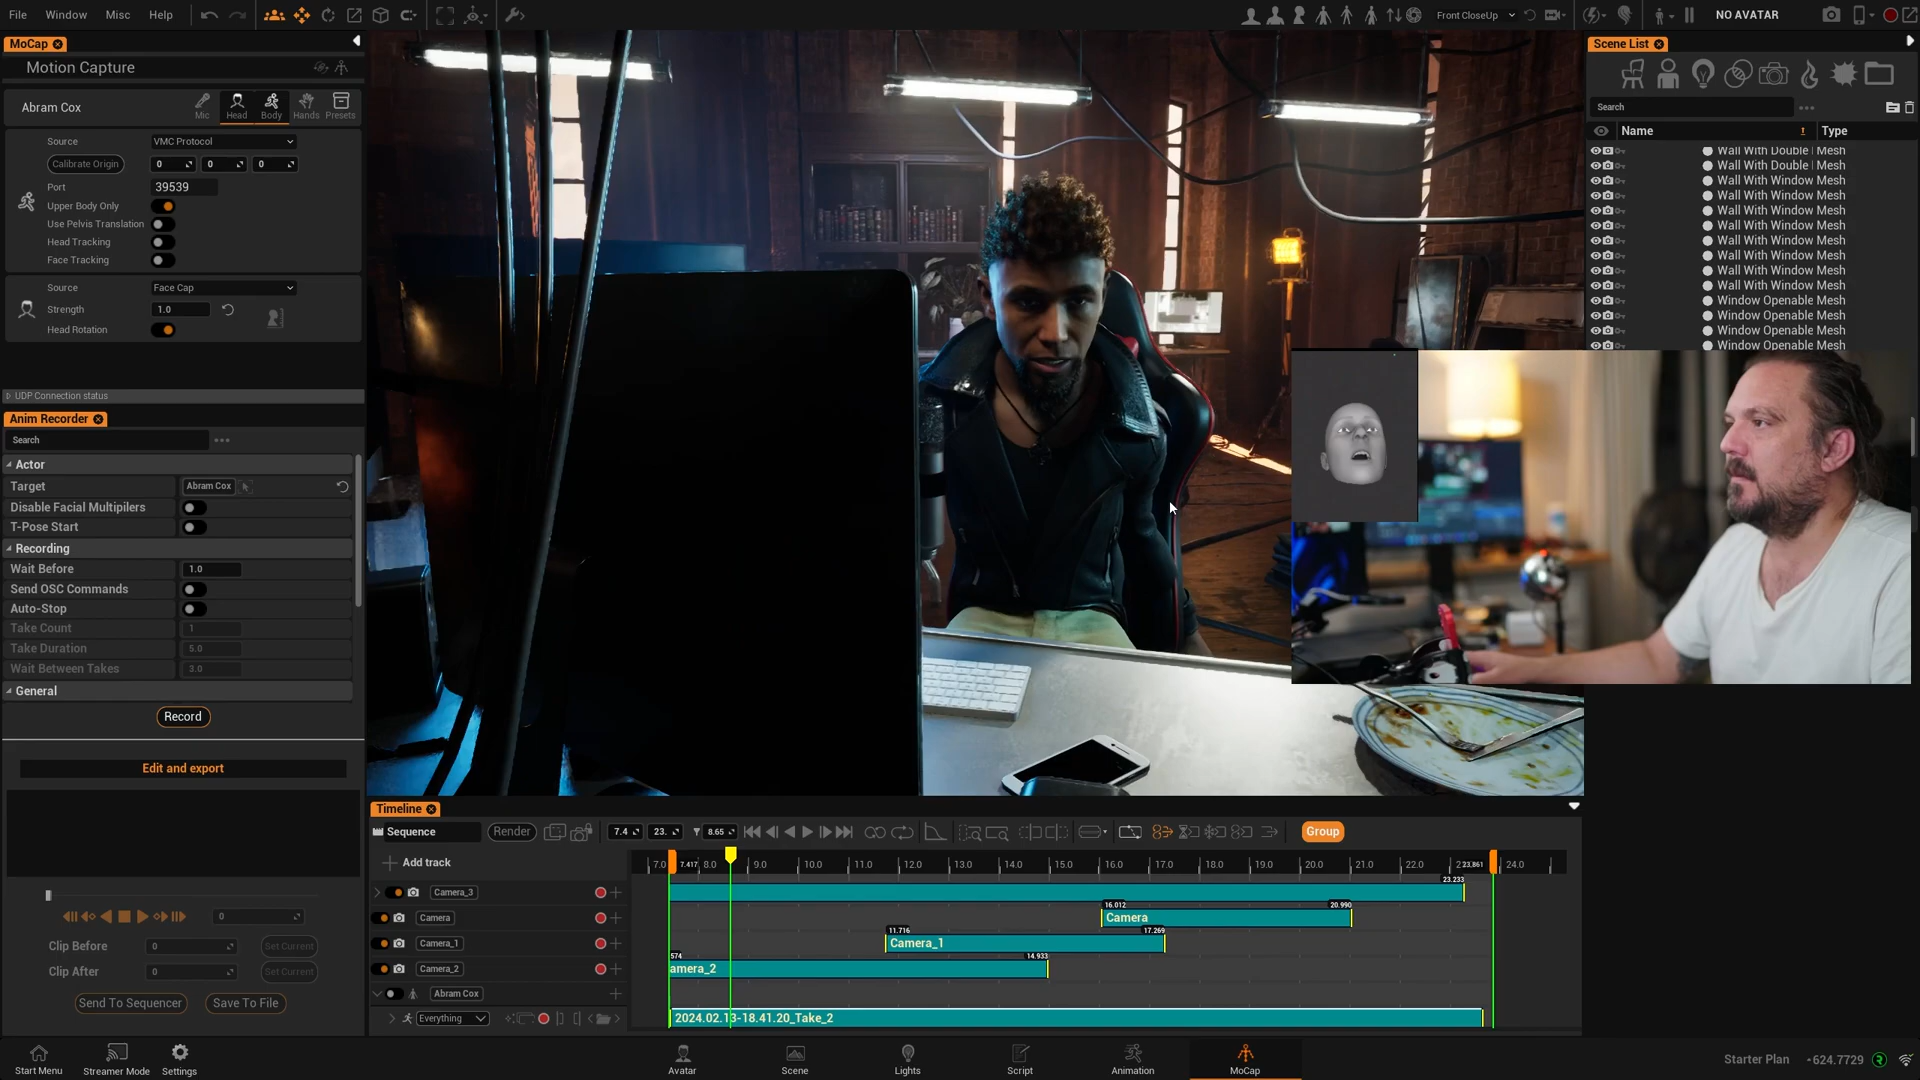 File Window Misc Help
Front CloseUp
NO AVATAR
MoCap
Motion Capture
Abram Cox
Mic Head Body Hands Presets
Source VMC Protocol
Calibrate Origin 0 0 0
Port 39539
Upper Body Only
Use Pelvis Translation
Head Tracking
Face Tracking
Source Face Cap
Strength 1.0
Head Rotation
UDP Connection status
Anim Recorder
Search
Actor
Target Abram Cox
Disable Facial Multipilers
T-Pose Start
Recording
Wait Before 1.0
Send OSC Commands
Auto-Stop
Take Count 1
Take Duration 5.0
Wait Between Takes 3.0
General
Record
Edit and export
0
Clip Before 0 Set Current
Clip After 0 Set Current
Send To Sequencer Save To File
Scene List
Search
Name Type
Wall With Double Mesh
Wall With Double Mesh
Wall With Window Mesh
Wall With Window Mesh
Wall With Window Mesh
Wall With Window Mesh
Wall With Window Mesh
Wall With Window Mesh
Wall With Window Mesh
Wall With Window Mesh
Window Openable Mesh
Window Openable Mesh
Window Openable Mesh
Window Openable Mesh
Timeline
Sequence Render 7.4 23. 8.65 Group
Add track
7.0 7.417 8.0 9.0 10.0 11.0 12.0 13.0 14.0 15.0 16.0 17.0 18.0 19.0 20.0 21.0 22.0 23.861 24.0
Camera_3 23.233
Camera 16.012 Camera 20.990
Camera_1 11.716 Camera_1 17.269
Camera_2 574 amera_2 14.933
Abram Cox
Everything 2024.02.13-18.41.20_Take_2
Start Menu Streamer Mode Settings
Avatar Scene Lights Script Animation MoCap
Starter Plan -624.7729